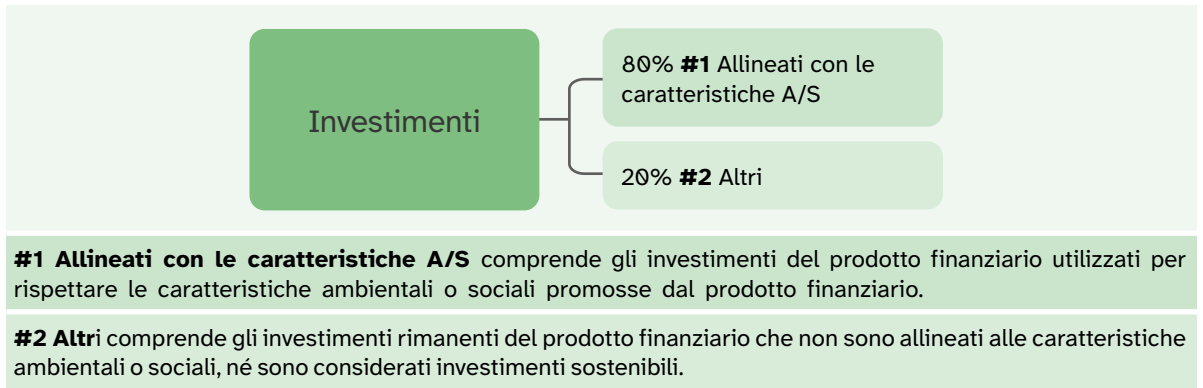 Investimenti
80% #1 Allineati con le
caratteristiche A/S
20% #2 Altri
#1 Allineati con le caratteristiche A/S comprende gli investimenti del prodotto finanziario utilizzati per
rispettare le caratteristiche ambientali o sociali promosse dal prodotto finanziario.
#2 Altri comprende gli investimenti rimanenti del prodotto finanziario che non sono allineati alle caratteristiche
ambientali o sociali, né sono considerati investimenti sostenibili.